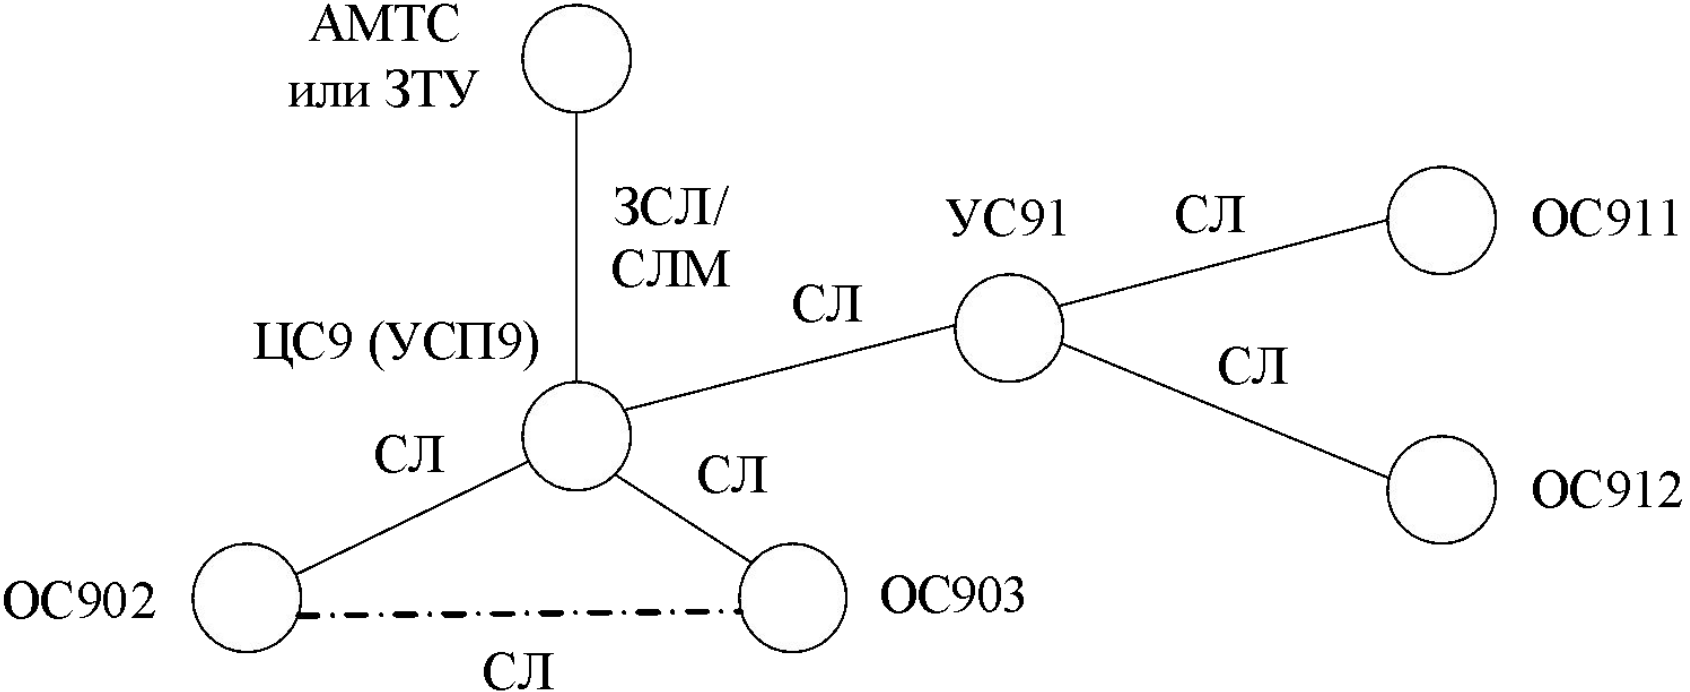 АМТС
или ЗТУ
ЗСЛ/
СЛМ
УС91
СЛ
ОС911
СЛ
ЦС9 (УСП9)
СЛ
СЛ
СЛ
ОС912
ОС902
ОС903
СЛ